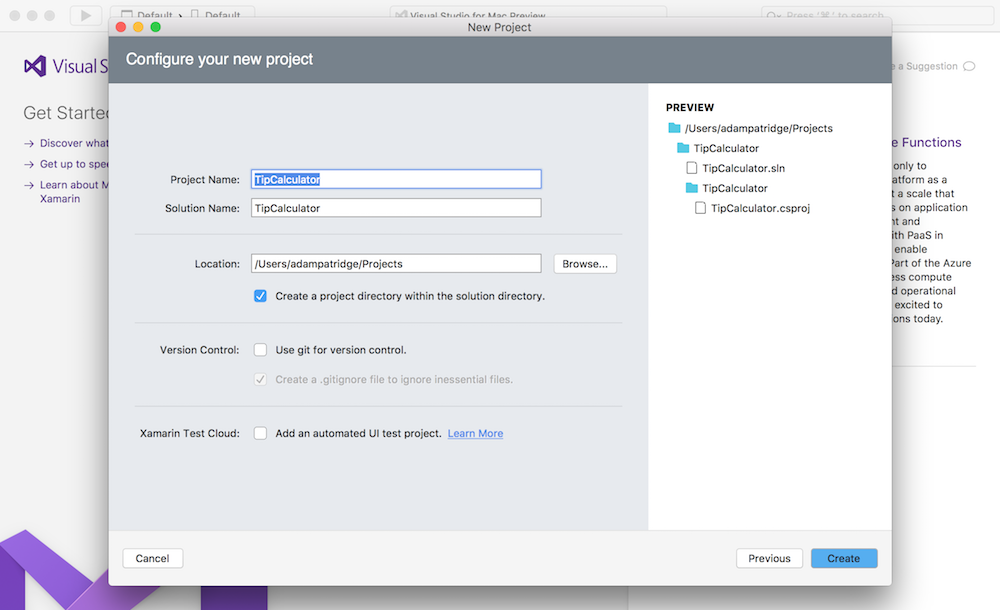 Default › Default
Visual Studio for Mac Preview
Press '⌘.' to search
New Project
Configure your new project
Visual S
e a Suggestion
Get Starte
Discover what
Get up to spe
Learn about M
Xamarin
Project Name: TipCalculator
Solution Name: TipCalculator
Location: /Users/adampatridge/Projects Browse...
Create a project directory within the solution directory.
Version Control: Use git for version control.
Create a .gitignore file to ignore inessential files.
Xamarin Test Cloud: Add an automated UI test project. Learn More
PREVIEW
/Users/adampatridge/Projects
TipCalculator
TipCalculator.sln
TipCalculator
TipCalculator.csproj
e Functions
only to
atform as a
t a scale that
s on application
nt and
ith PaaS in
enable
Part of the Azure
ess compute
d operational
excited to
ons today.
Cancel Previous Create